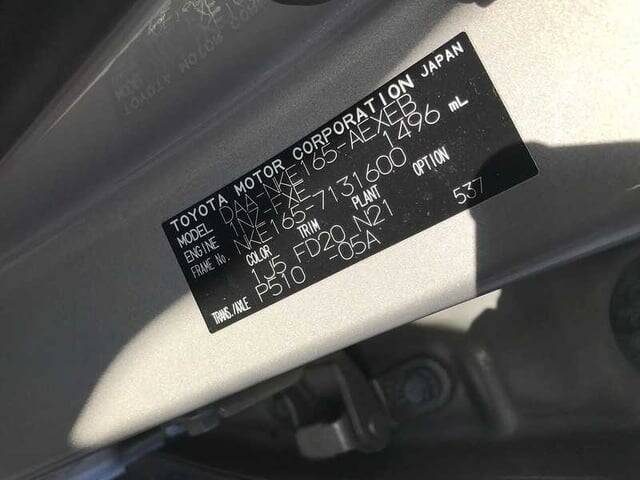 TOYOTA MOTOR CORPORATION JAPAN
MODEL DAA-NKE165-AEXEB
ENGINE 1NZ-FXE 1496 mL
FRAME No. NKE165-7131600
COLOR TRIM PLANT OPTION
1J5 FD20 N21 537
TRANS./AXLE P510 -05A